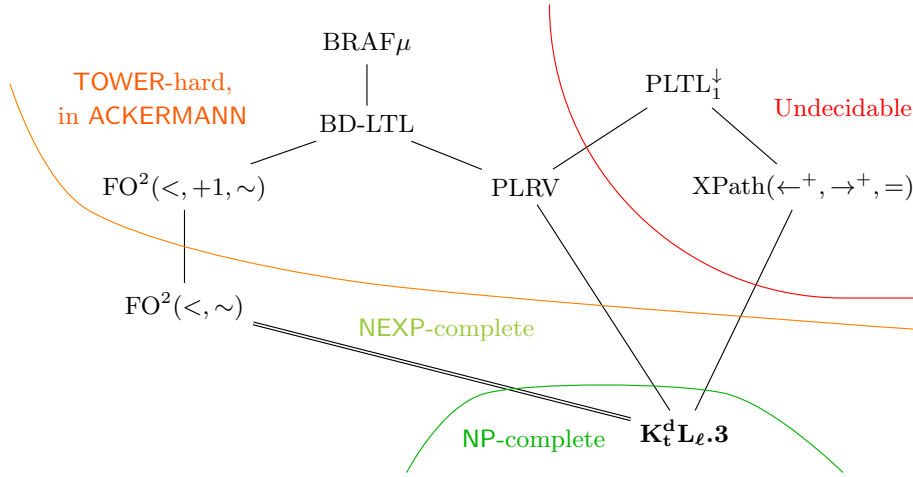 BRAFμ
TOWER-hard,
in ACKERMANN
PLTL↓1
Undecidable
BD-LTL
FO²(<, +1, ∼)
PLRV
XPath(←⁺, →⁺, =)
FO²(<, ∼)
NEXP-complete
NP-complete
K^d_t L_ℓ.3